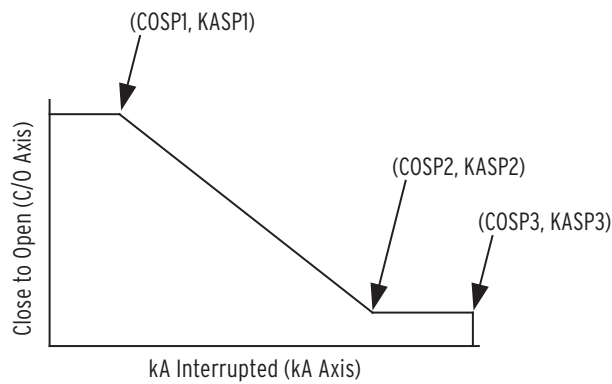 (COSP1, KASP1)
(COSP2, KASP2)
(COSP3, KASP3)
Close to Open (C/O Axis)
kA Interrupted (kA Axis)